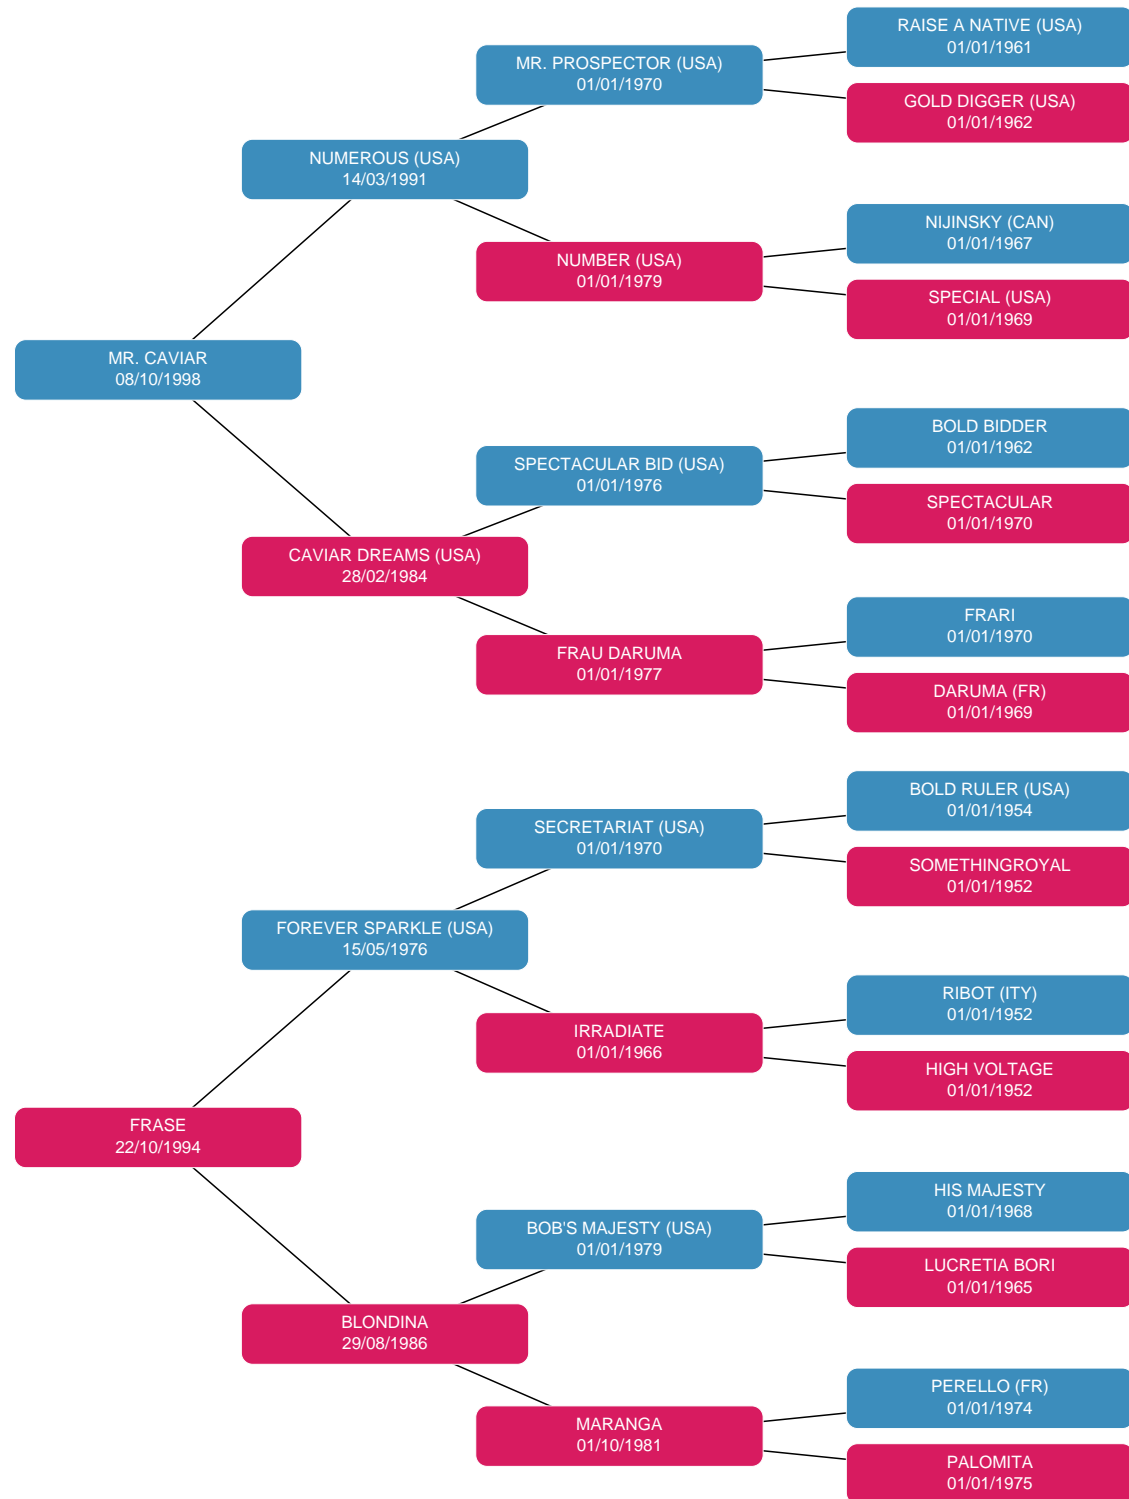 RAISE A NATIVE (USA)
01/01/1961
MR. PROSPECTOR (USA)
01/01/1970
GOLD DIGGER (USA)
01/01/1962
NUMEROUS (USA)
14/03/1991
NIJINSKY (CAN)
01/01/1967
NUMBER (USA)
01/01/1979
SPECIAL (USA)
01/01/1969
MR. CAVIAR
08/10/1998
BOLD BIDDER
01/01/1962
SPECTACULAR BID (USA)
01/01/1976
SPECTACULAR
01/01/1970
CAVIAR DREAMS (USA)
28/02/1984
FRARI
01/01/1970
FRAU DARUMA
01/01/1977
DARUMA (FR)
01/01/1969
BOLD RULER (USA)
01/01/1954
SECRETARIAT (USA)
01/01/1970
SOMETHINGROYAL
01/01/1952
FOREVER SPARKLE (USA)
15/05/1976
RIBOT (ITY)
01/01/1952
IRRADIATE
01/01/1966
HIGH VOLTAGE
01/01/1952
FRASE
22/10/1994
HIS MAJESTY
01/01/1968
BOB'S MAJESTY (USA)
01/01/1979
LUCRETIA BORI
01/01/1965
BLONDINA
29/08/1986
PERELLO (FR)
01/01/1974
MARANGA
01/10/1981
PALOMITA
01/01/1975